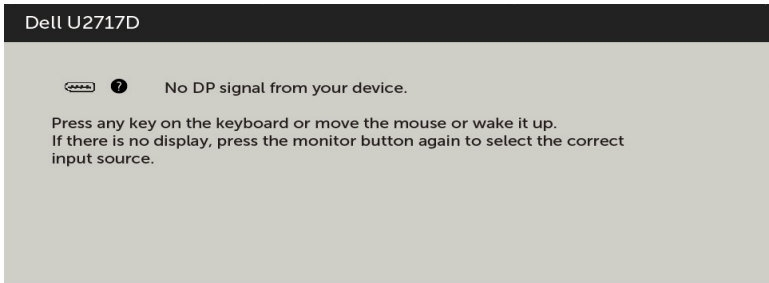 Dell U2717D
No DP signal from your device.
Press any key on the keyboard or move the mouse or wake it up.
If there is no display, press the monitor button again to select the correct
input source.